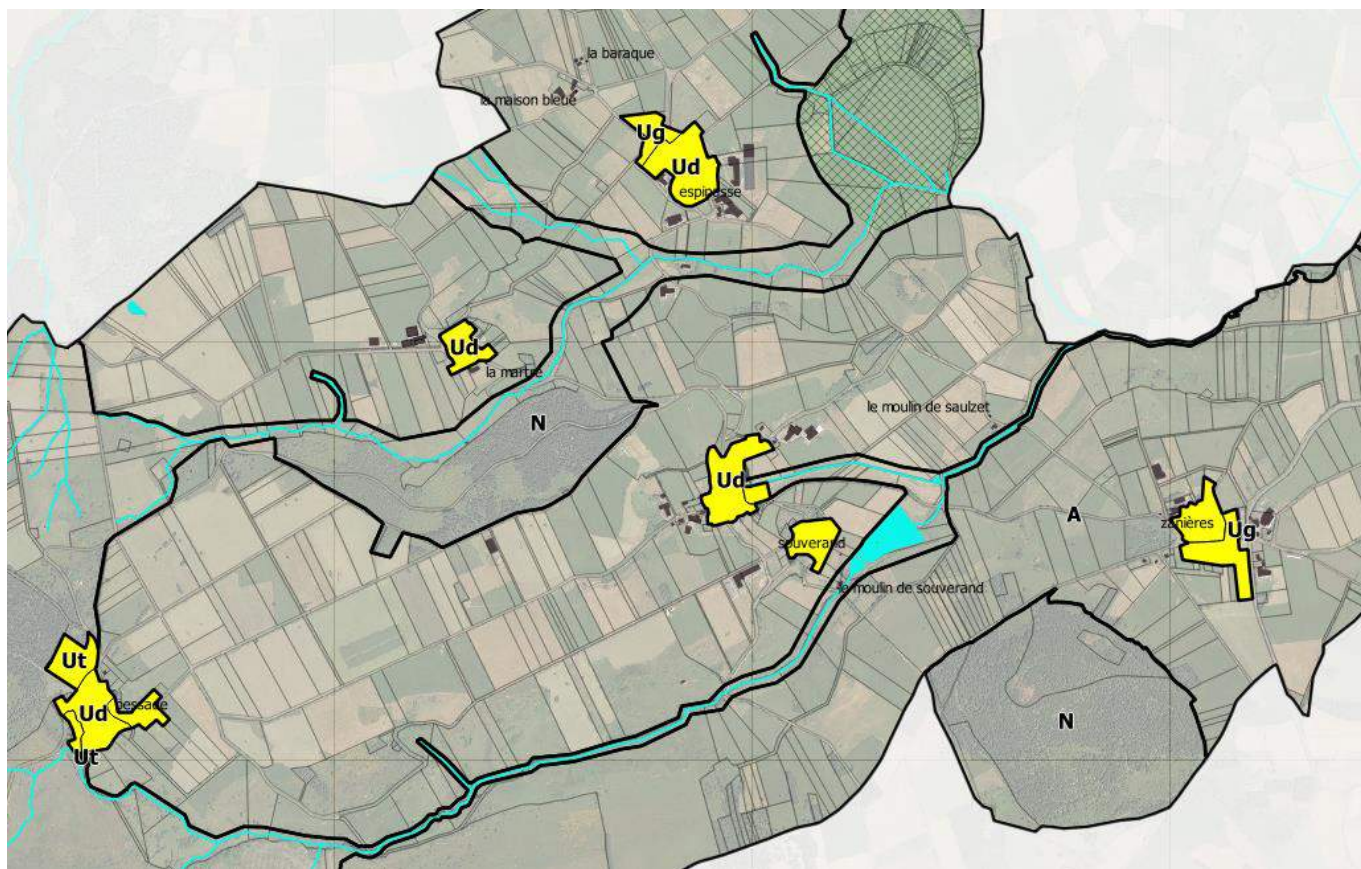 la baraque
la maison bleue
Ug
Ud
espinasse
Ud
la martre
le moulin de saulzet
N
Ud
A
zanières
Ug
souverand
le moulin de souverand
Ut
Ud
pessade
Ut
N